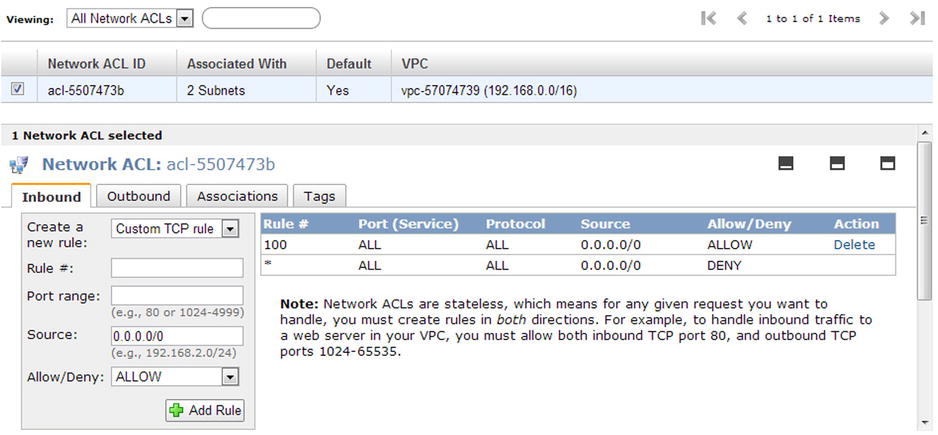 Viewing: All Network ACLs 1 to 1 of 1 Items
Network ACL ID Associated With Default VPC
acl-5507473b 2 Subnets Yes vpc-57074739 (192.168.0.0/16)
1 Network ACL selected
Network ACL: acl-5507473b
Inbound Outbound Associations Tags
Create a new rule: Custom TCP rule
Rule #:
Port range:
(e.g., 80 or 1024-4999)
Source: 0.0.0.0/0
(e.g., 192.168.2.0/24)
Allow/Deny: ALLOW
Add Rule
Rule # Port (Service) Protocol Source Allow/Deny Action
100 ALL ALL 0.0.0.0/0 ALLOW Delete
* ALL ALL 0.0.0.0/0 DENY
Note: Network ACLs are stateless, which means for any given request you want to
handle, you must create rules in both directions. For example, to handle inbound traffic to
a web server in your VPC, you must allow both inbound TCP port 80, and outbound TCP
ports 1024-65535.